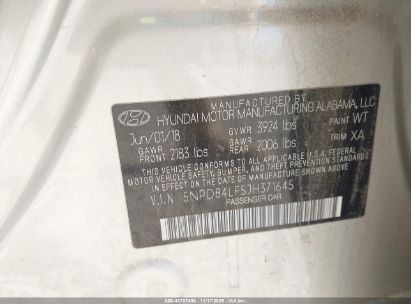 MANUFACTURED BY
HYUNDAI MOTOR MANUFACTURING ALABAMA, LLC
Jun/01/18 GVWR 3924 lbs PAINT WT
GAWR FRONT 2183 lbs GAWR REAR 2006 lbs TRIM XA
THIS VEHICLE CONFORMS TO ALL APPLICABLE U.S.A. FEDERAL
MOTOR VEHICLE SAFETY, BUMPER, AND THEFT PREVENTION STANDARDS IN
EFFECT ON THE DATE OF MANUFACTURE SHOWN ABOVE.
V.I.N 5NPD84LF5JH371645
PASSENGER CAR